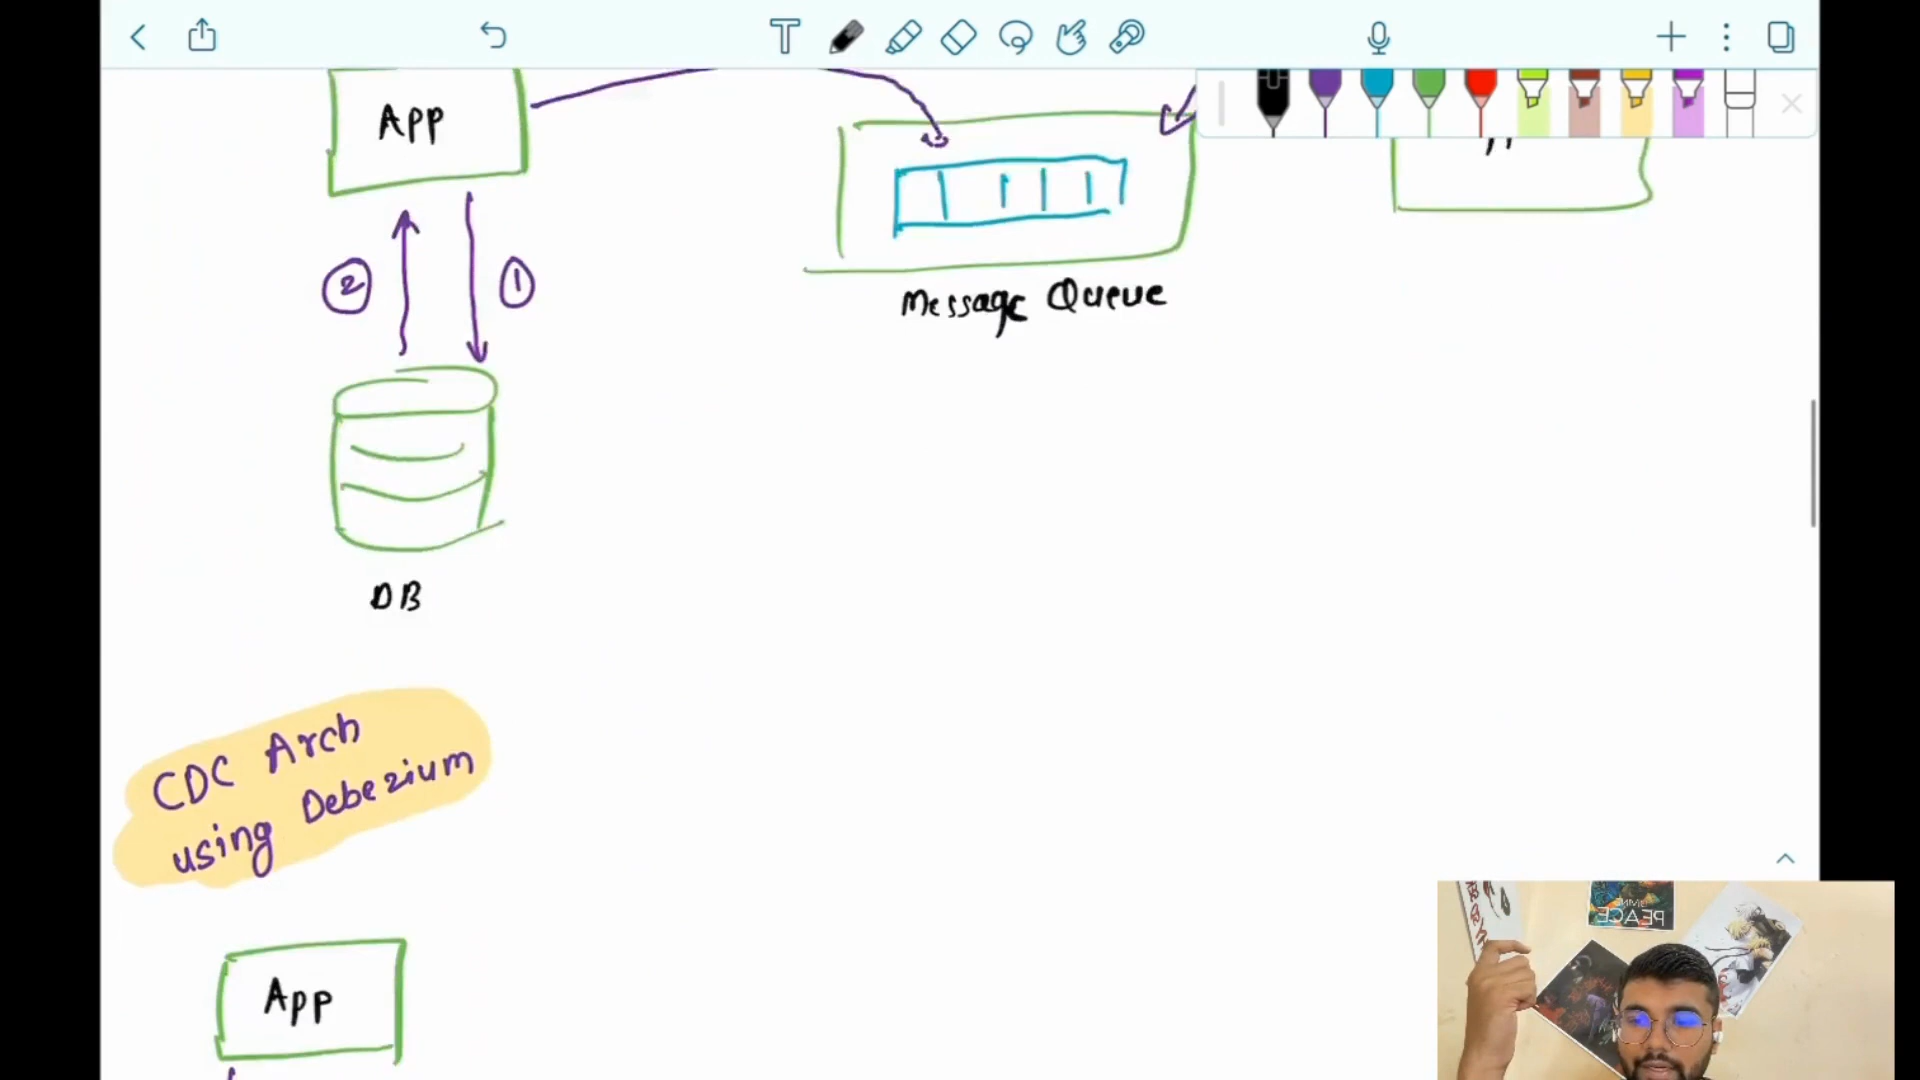 App
② ①
Message Queue
DB
CDC Arch
using Debezium
App
PEACE